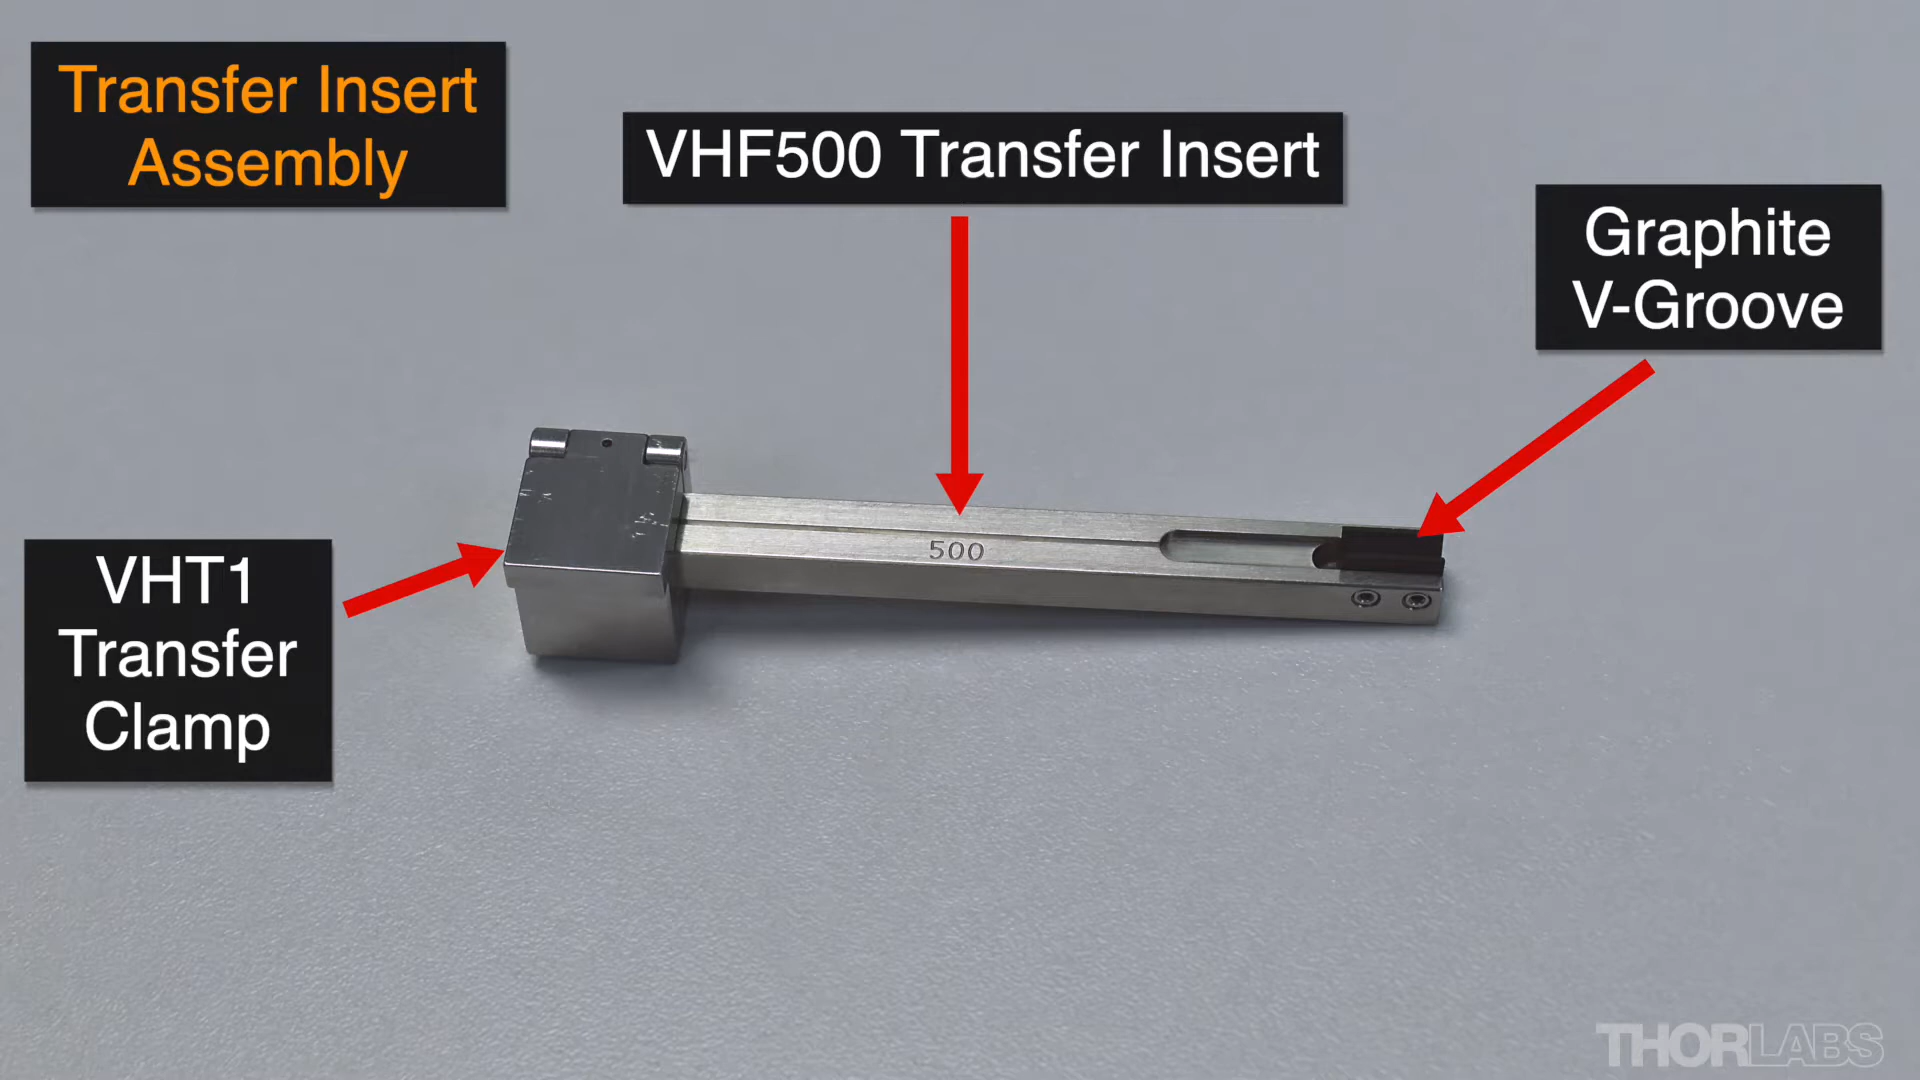 Transfer Insert
Assembly
VHF500 Transfer Insert
Graphite
V-Groove
500
VHT1
Transfer
Clamp
THORLABS